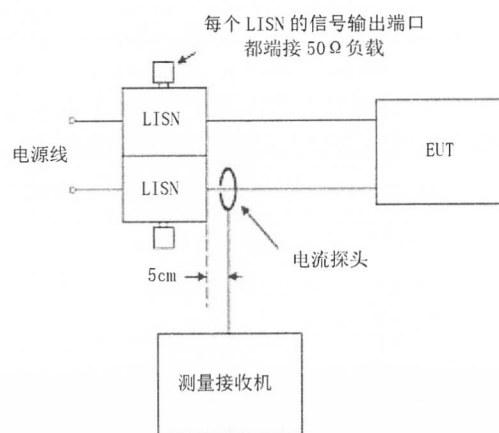 每个 LISN 的信号输出端口
都端接 50Ω 负载
LISN
EUT
电源线
LISN
电流探头
5cm
测量接收机